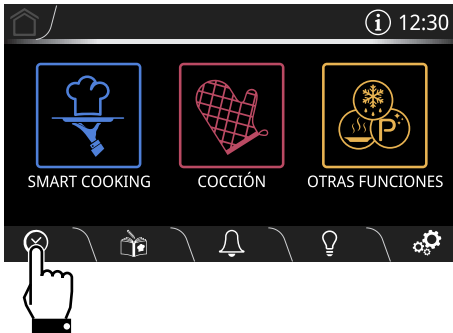 12:30
SMART COOKING
COCCIÓN
OTRAS FUNCIONES
P